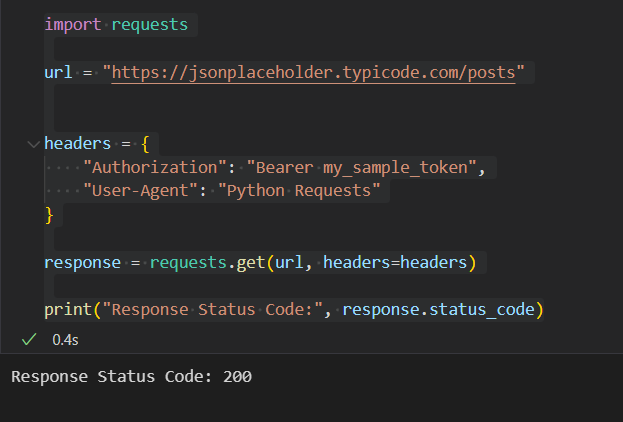 import requests
url = "https://jsonplaceholder.typicode.com/posts"
headers = {
    "Authorization": "Bearer my_sample_token",
    "User-Agent": "Python Requests"
}
response = requests.get(url, headers=headers)
print("Response Status Code:", response.status_code)
0.4s
Response Status Code: 200